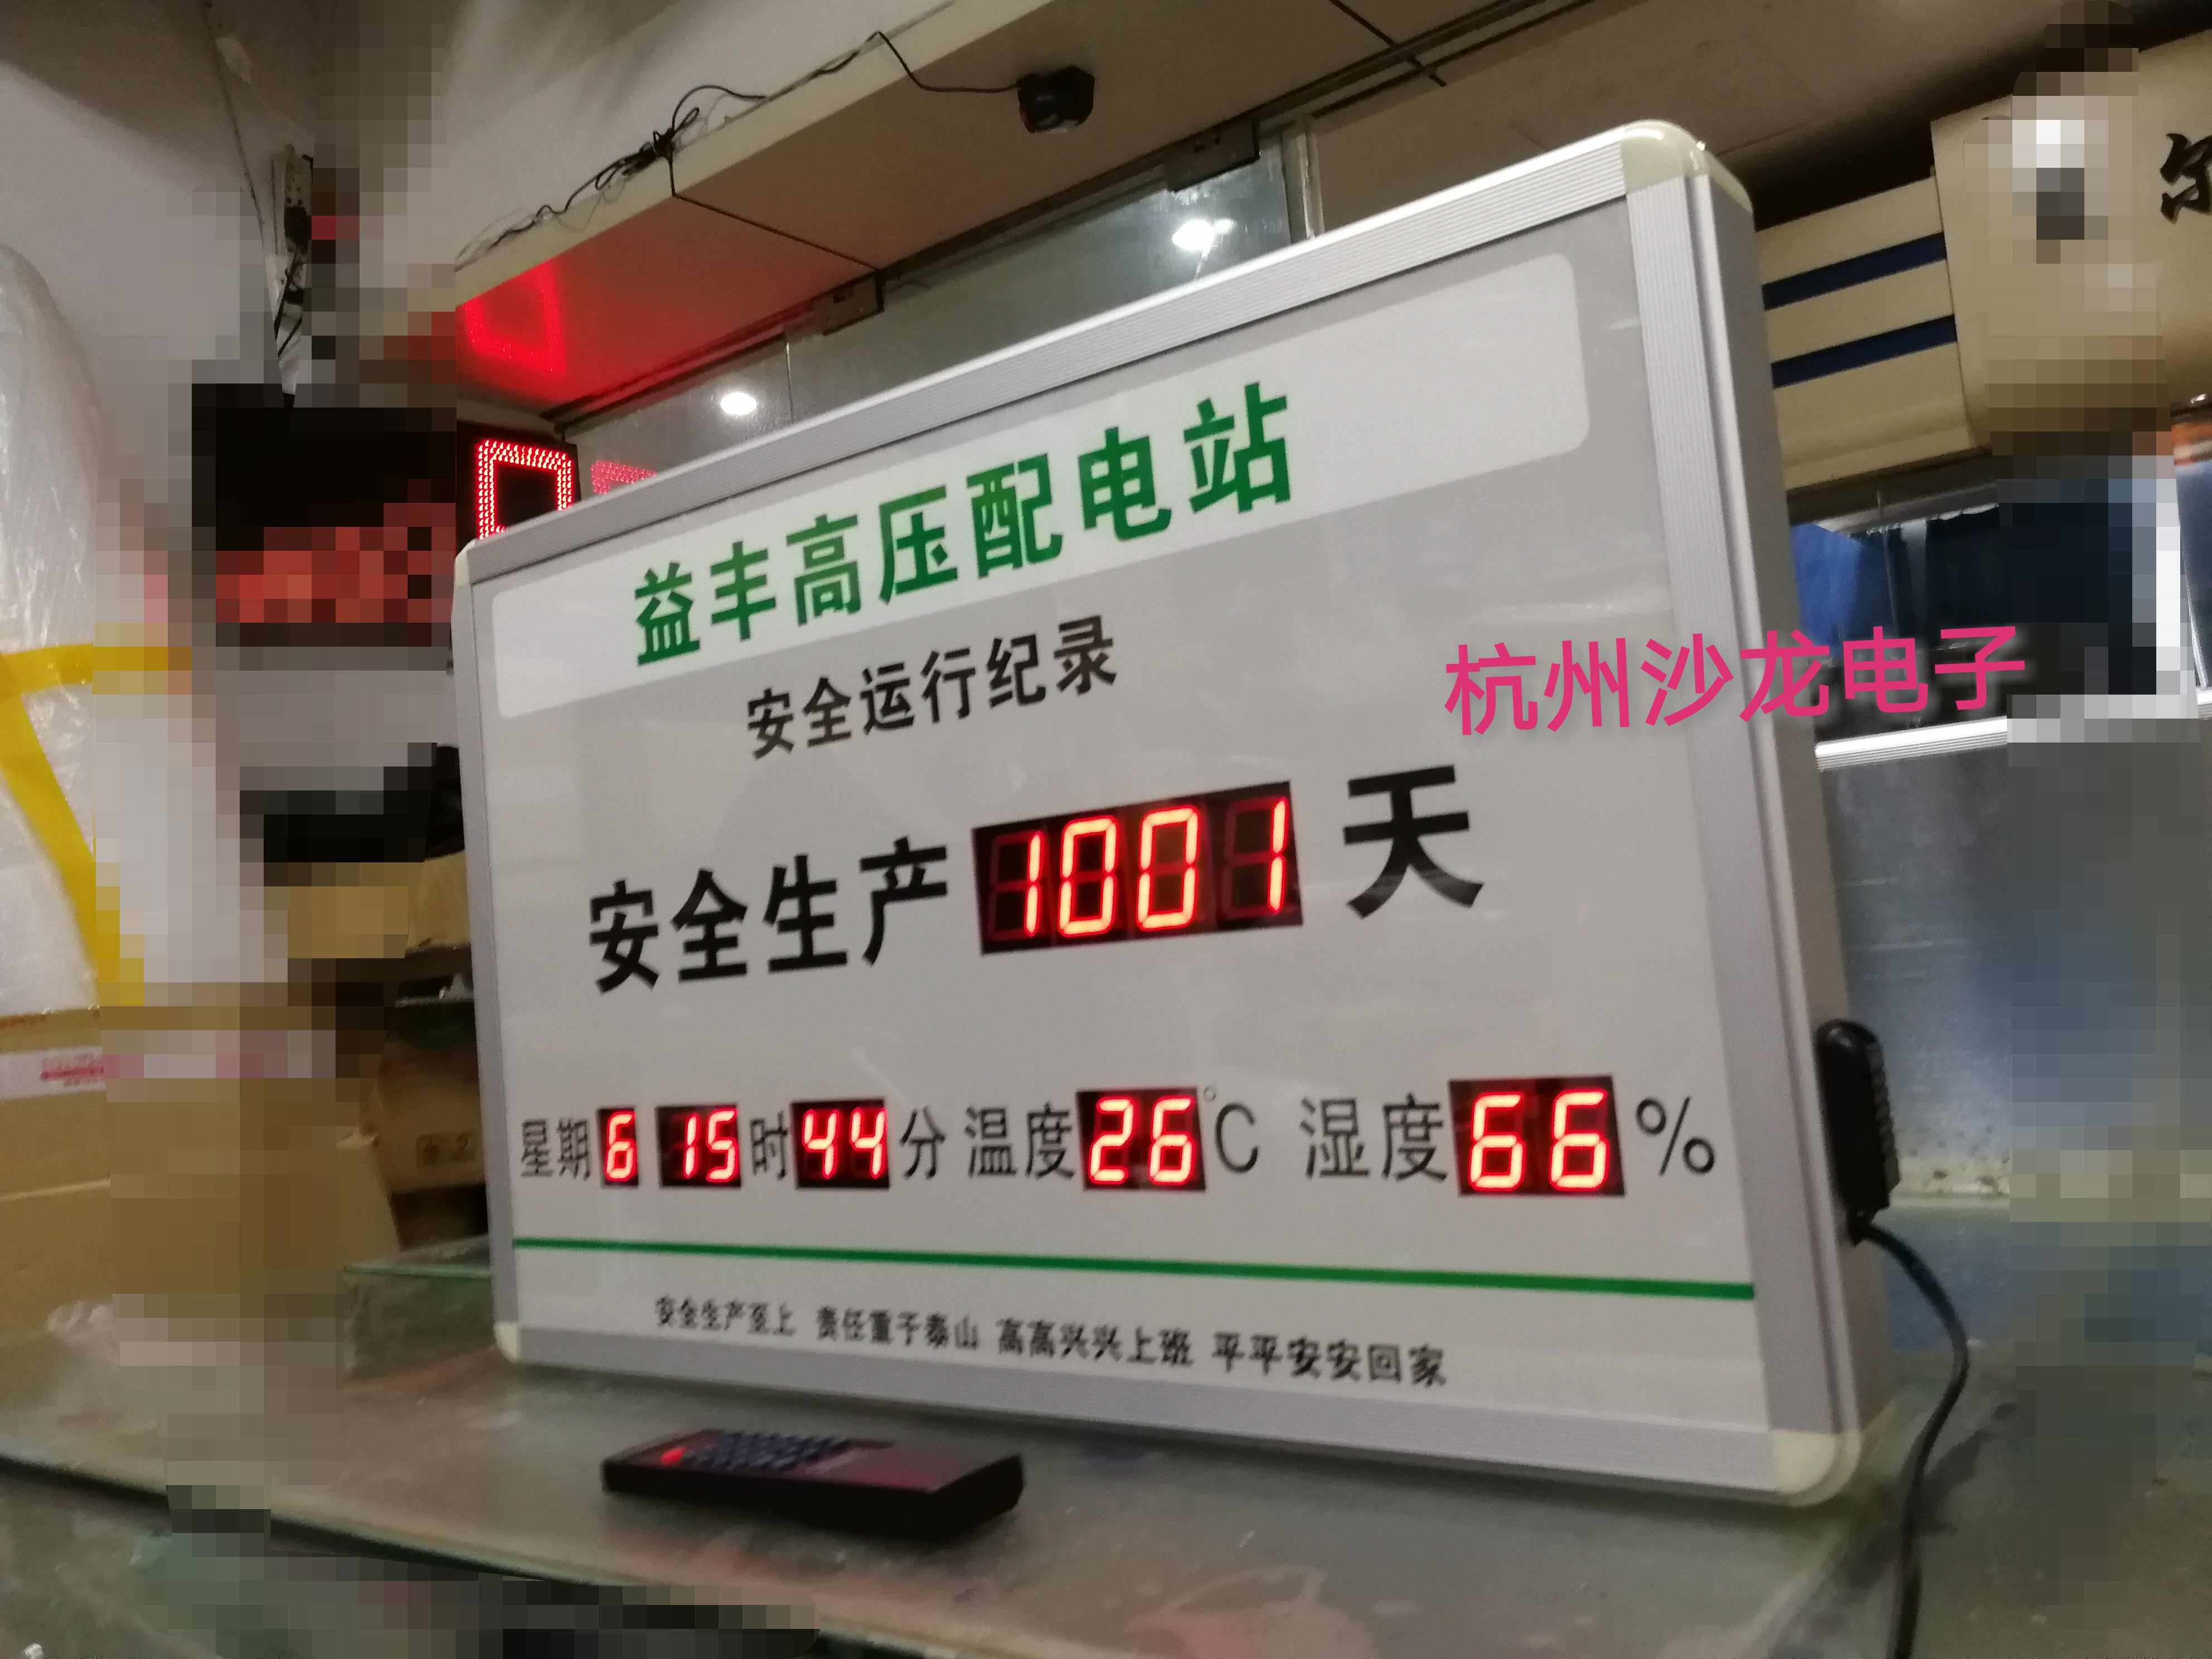 益丰高压配电站
安全运行纪录
杭州沙龙电子
安全生产 1001 天
星期 6 15 时 44 分 温度 26 ℃ 湿度 66 %
安全生产至上 责任重于泰山 高高兴兴上班 平平安安回家